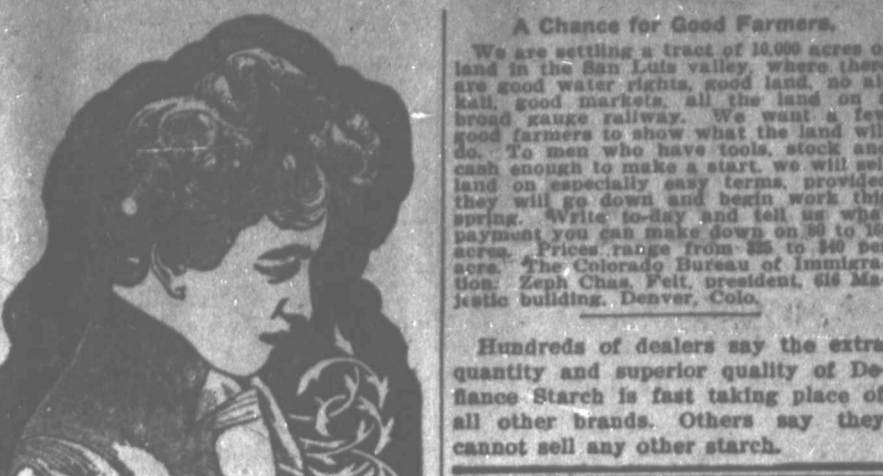 A Chance for Good Farmers.
We are settling a tract of 10,000 acres o
land in the San Luis valley, where ther
are good water rights, good land, no al
kali, good markets, all the land on
broad gauge railway. We want a few
good farmers to show what the land wil
do. To men who have tools, stock and
cash enough to make a start, we will sel
land on especially easy terms, provided
they will go down and begin work thi
spring. Write to-day and tell us wha
payment you can make down on 80 to 16
acres. Prices range from $25 to $40 per
acre. The Colorado Bureau of Immigra-
tion. Zeph Chas. Felt, president, 616 Ma-
jestic building, Denver, Colo.
Hundreds of dealers say the extra
quantity and superior quality of De-
fiance Starch is fast taking place of
all other brands. Others say they
cannot sell any other starch.